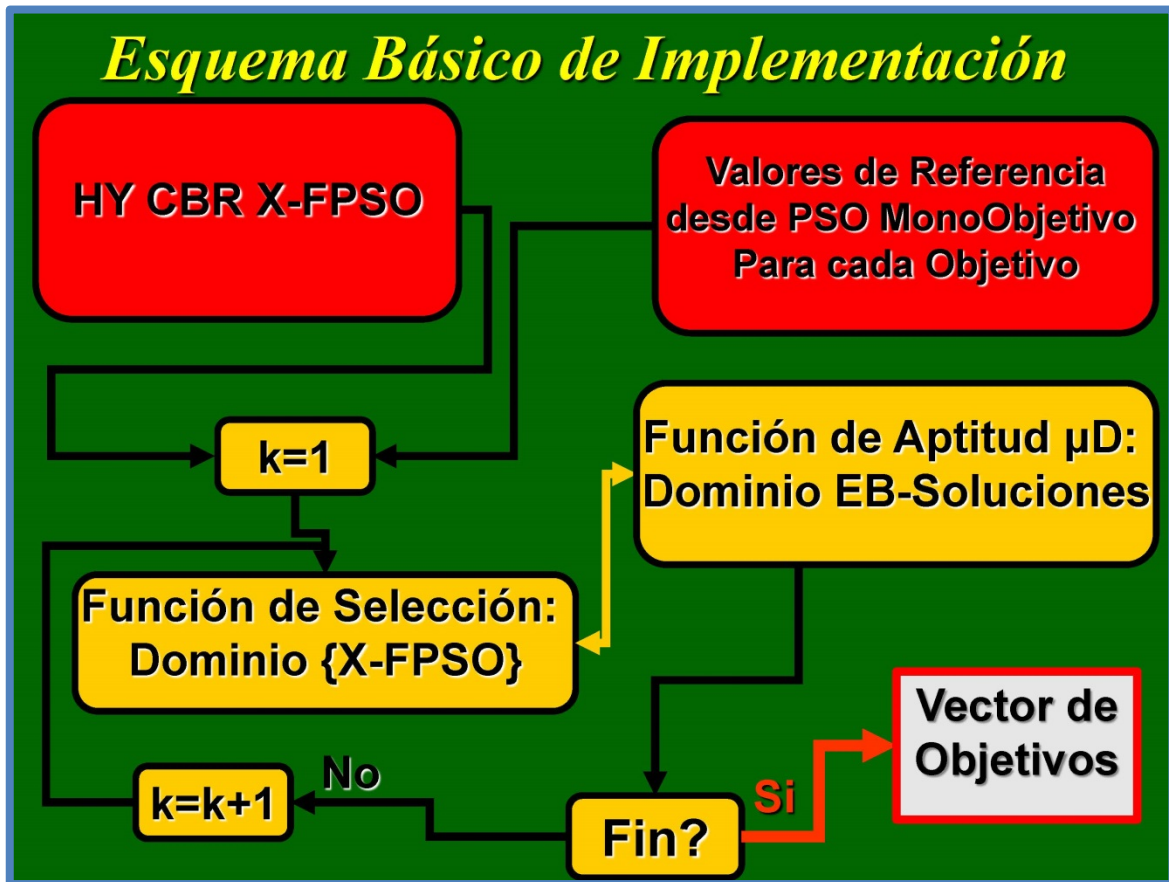 Esquema Básico de Implementación
HY CBR X-FPSO
Valores de Referencia
desde PSO MonoObjetivo
Para cada Objetivo
k=1
Función de Aptitud µD:
Dominio EB-Soluciones
Función de Selección:
Dominio {X-FPSO}
Vector de
Objetivos
k=k+1
No
Fin?
Si